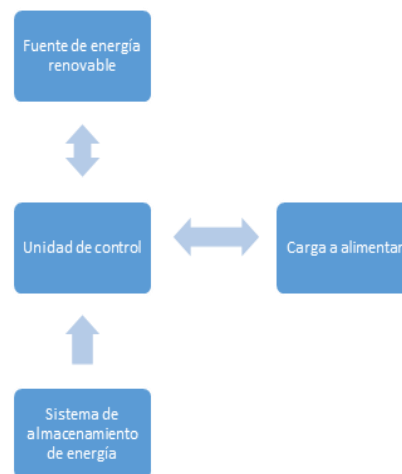 Fuente de energía
renovable
Unidad de control
Carga a alimentar
Sistema de
almacenamiento
de energía